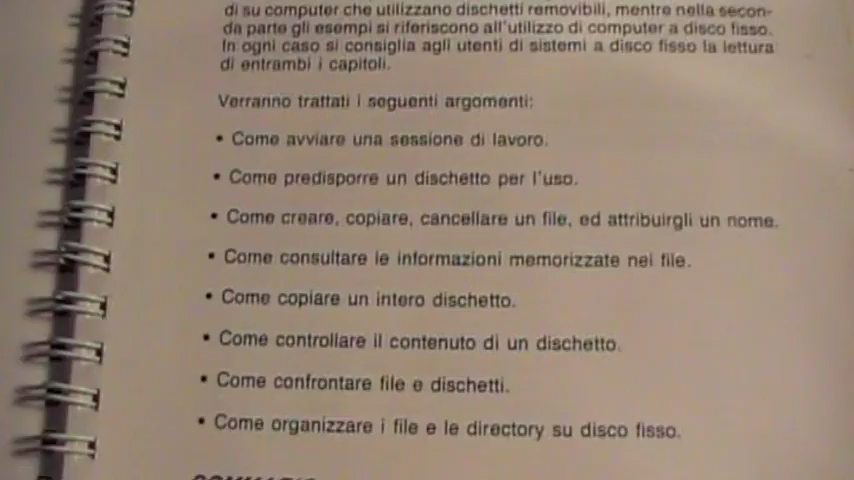 di su computer che utilizzano dischetti removibili, mentre nella secon-
da parte gli esempi si riferiscono all'utilizzo di computer a disco fisso.
In ogni caso si consiglia agli utenti di sistemi a disco fisso la lettura
di entrambi i capitoli.
Verranno trattati i seguenti argomenti:
• Come avviare una sessione di lavoro.
• Come predisporre un dischetto per l'uso.
• Come creare, copiare, cancellare un file, ed attribuirgli un nome.
• Come consultare le informazioni memorizzate nei file.
• Come copiare un intero dischetto.
• Come controllare il contenuto di un dischetto.
• Come confrontare file e dischetti.
• Come organizzare i file e le directory su disco fisso.